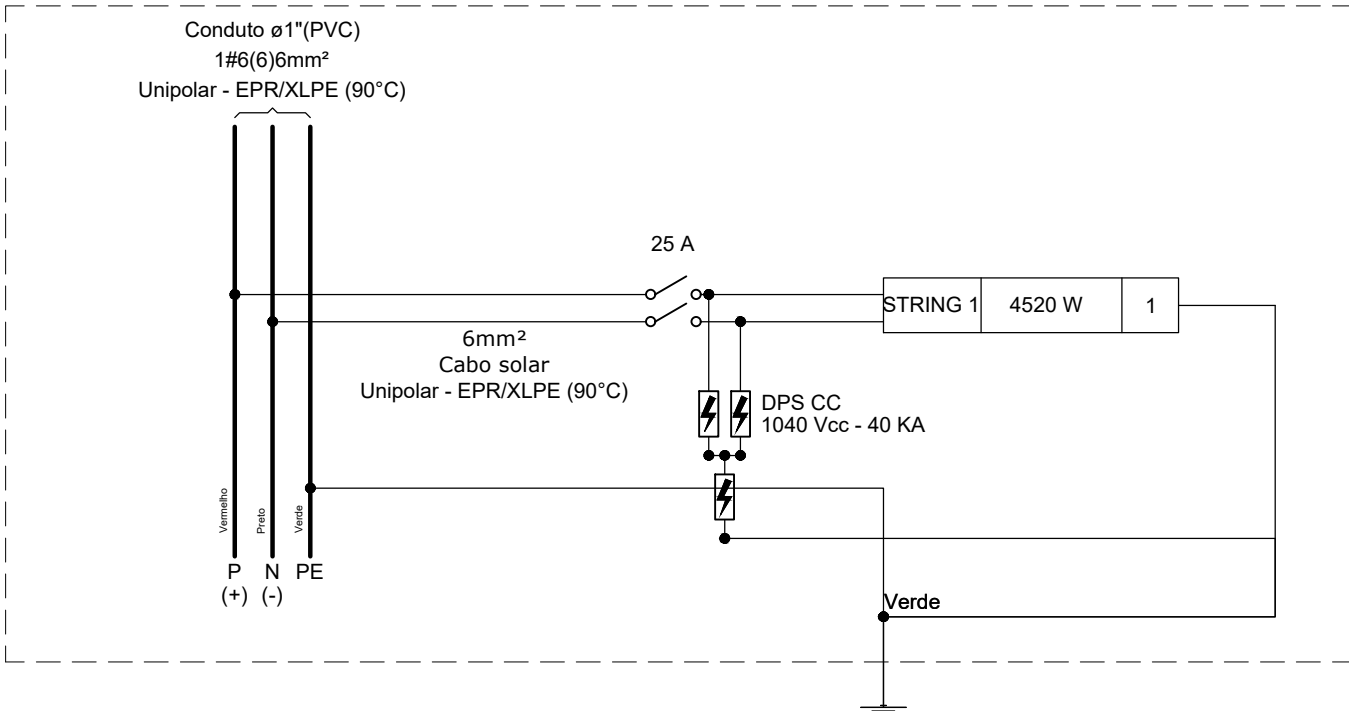 Conduto ø1"(PVC)
1#6(6)6mm²
Unipolar - EPR/XLPE (90°C)
25 A
STRING 1 4520 W 1
6mm²
Cabo solar
Unipolar - EPR/XLPE (90°C)
DPS CC
1040 Vcc - 40 KA
Vermelho
Preto
Verde
P N PE
(+) (-)
Verde